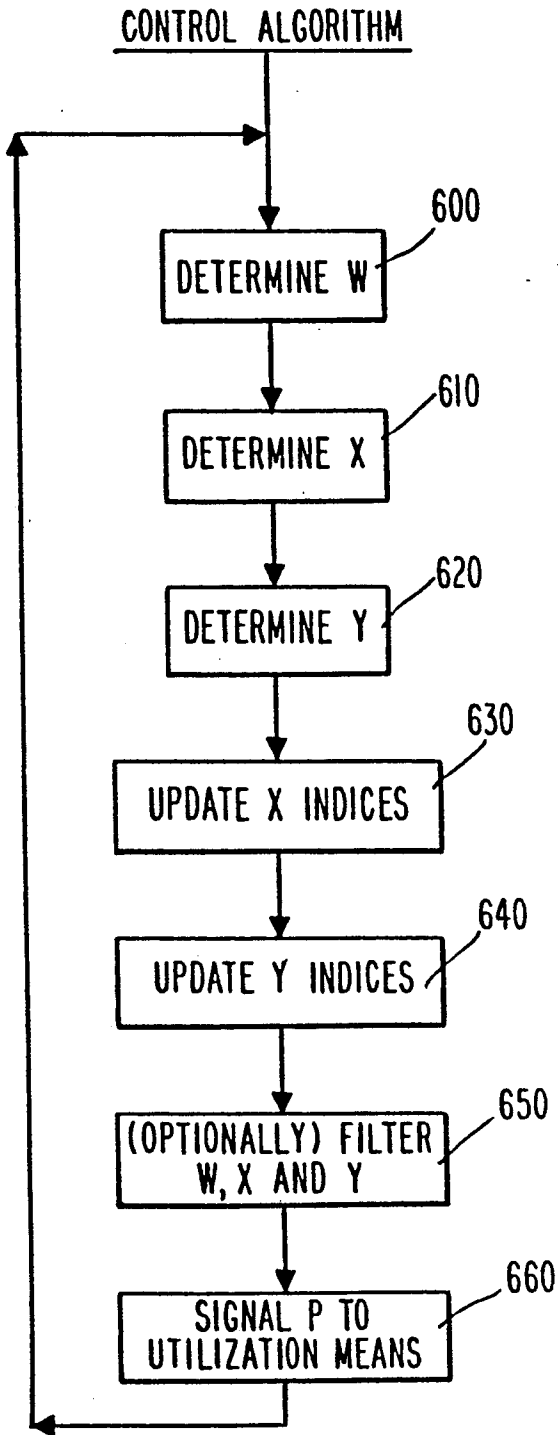 CONTROL ALGORITHM
600
DETERMINE W
610
DETERMINE X
620
DETERMINE Y
630
UPDATE X INDICES
640
UPDATE Y INDICES
650
(OPTIONALLY) FILTER
W, X AND Y
660
SIGNAL P TO
UTILIZATION MEANS